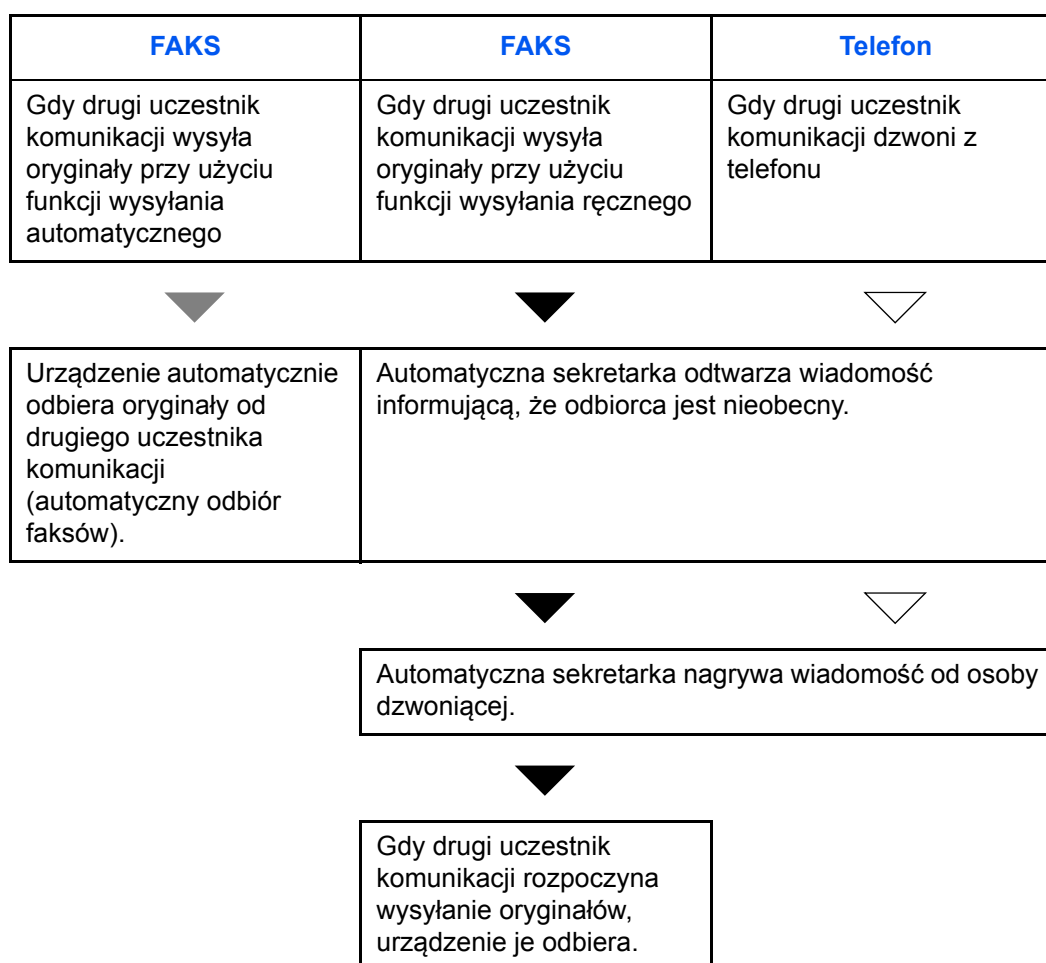 FAKS
FAKS
Telefon
Gdy drugi uczestnik
komunikacji wysyła
oryginały przy użyciu
funkcji wysyłania
automatycznego
Gdy drugi uczestnik
komunikacji wysyła
oryginały przy użyciu
funkcji wysyłania ręcznego
Gdy drugi uczestnik
komunikacji dzwoni z
telefonu
Urządzenie automatycznie
odbiera oryginały od
drugiego uczestnika
komunikacji
(automatyczny odbiór
faksów).
Automatyczna sekretarka odtwarza wiadomość
informującą, że odbiorca jest nieobecny.
Automatyczna sekretarka nagrywa wiadomość od osoby
dzwoniącej.
Gdy drugi uczestnik
komunikacji rozpoczyna
wysyłanie oryginałów,
urządzenie je odbiera.